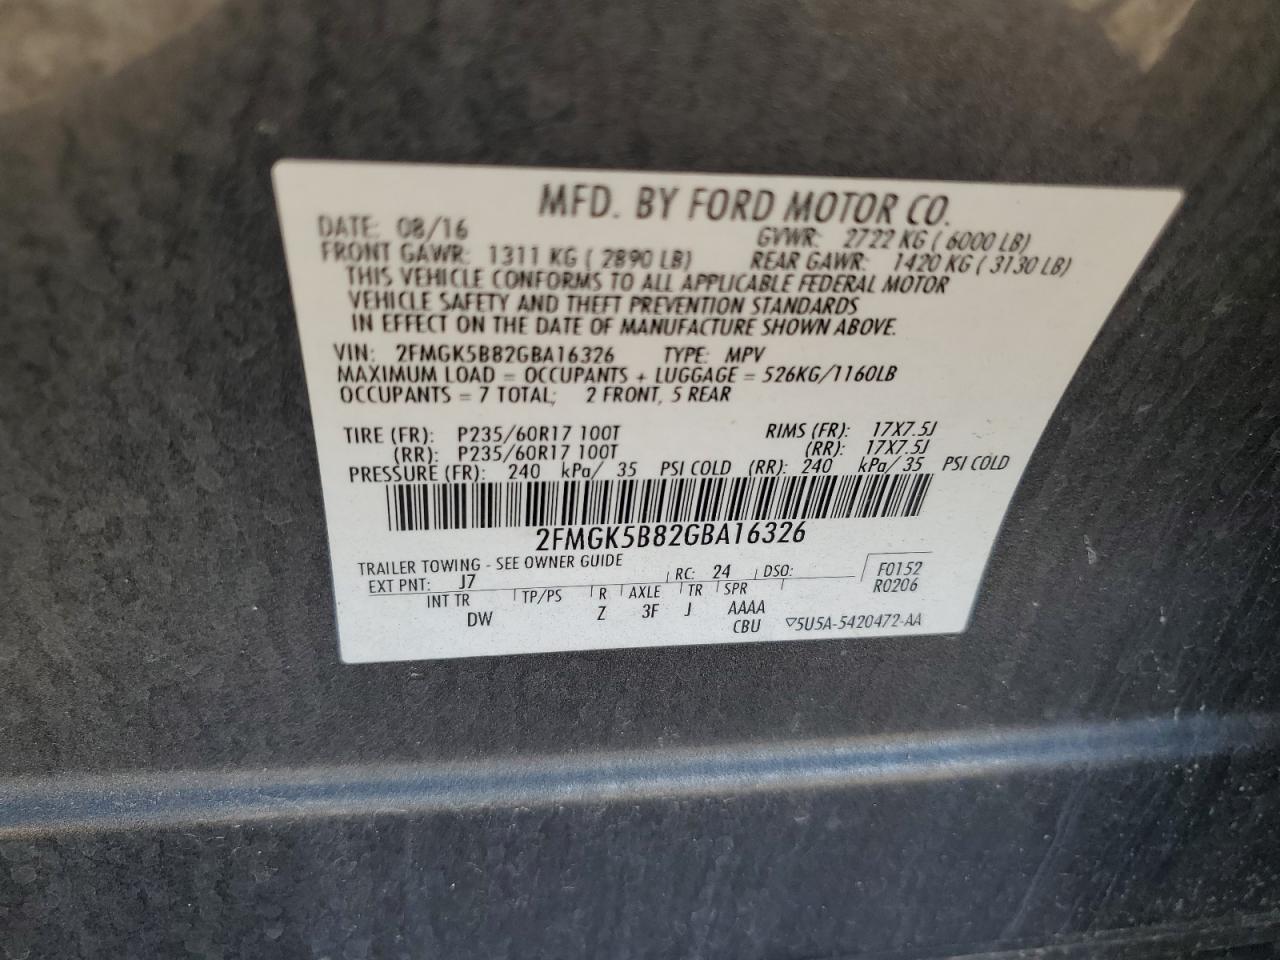 MFD. BY FORD MOTOR CO.
DATE: 08/16 GVWR: 2722 KG ( 6000 LB)
FRONT GAWR: 1311 KG ( 2890 LB) REAR GAWR: 1420 KG ( 3130 LB)
THIS VEHICLE CONFORMS TO ALL APPLICABLE FEDERAL MOTOR
VEHICLE SAFETY AND THEFT PREVENTION STANDARDS
IN EFFECT ON THE DATE OF MANUFACTURE SHOWN ABOVE.
VIN: 2FMGK5B82GBA16326 TYPE: MPV
MAXIMUM LOAD = OCCUPANTS + LUGGAGE = 526KG/1160LB
OCCUPANTS = 7 TOTAL; 2 FRONT, 5 REAR
TIRE (FR): P235/60R17 100T RIMS (FR): 17X7.5J
(RR): P235/60R17 100T (RR): 17X7.5J
PRESSURE (FR): 240 kPa/ 35 PSI COLD (RR): 240 kPa/ 35 PSI COLD
2FMGK5B82GBA16326
TRAILER TOWING - SEE OWNER GUIDE
EXT PNT: J7 RC: 24 DSO: F0152
R0206
INT TR TP/PS R AXLE TR SPR
DW Z 3F J AAAA
CBU ▽5U5A-5420472-AA